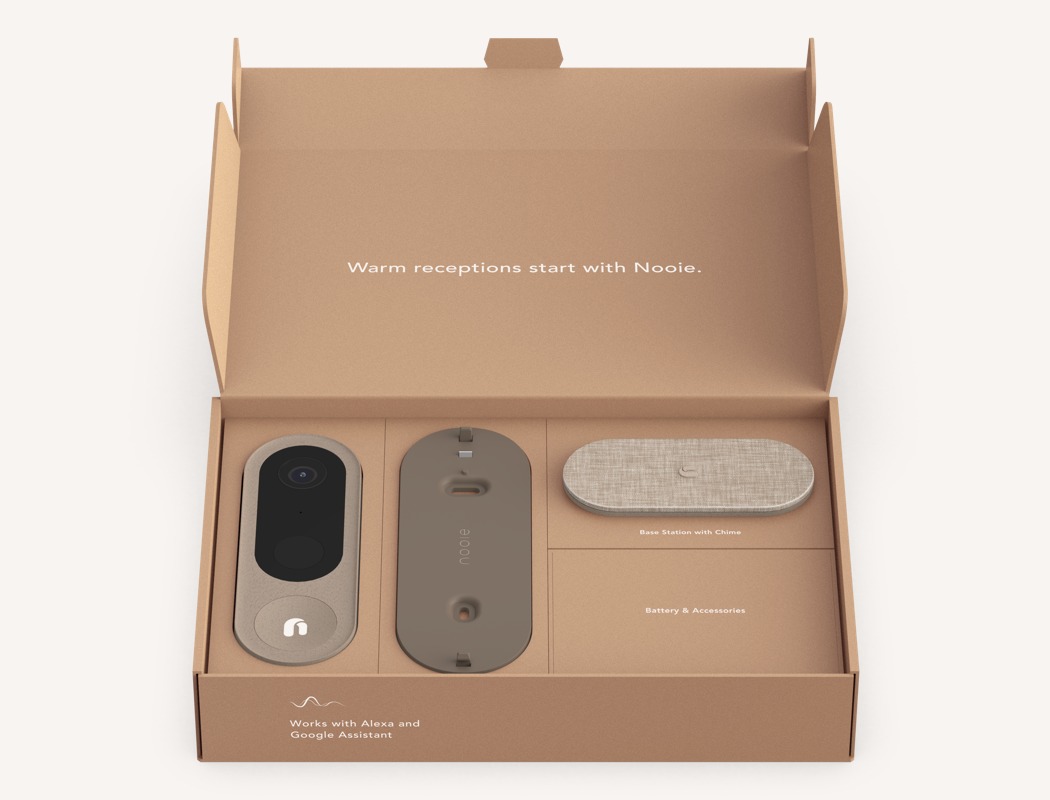 Warm receptions start with Nooie.
nooie
Base Station with Chime
Battery & Accessories
Works with Alexa and
Google Assistant